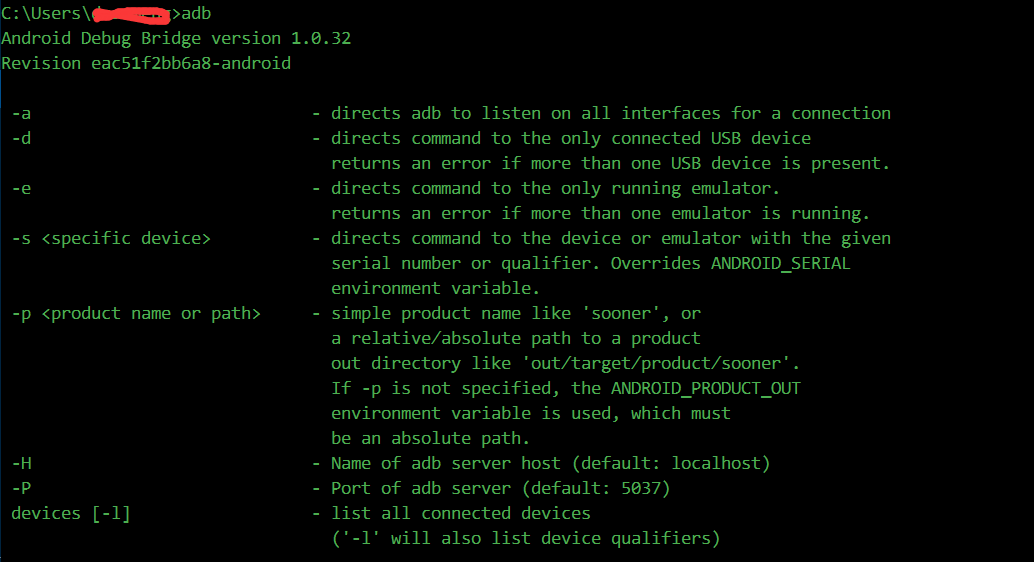 C:\Users\ >adb
Android Debug Bridge version 1.0.32
Revision eac51f2bb6a8-android
-a - directs adb to listen on all interfaces for a connection
-d - directs command to the only connected USB device
returns an error if more than one USB device is present.
-e - directs command to the only running emulator.
returns an error if more than one emulator is running.
-s <specific device> - directs command to the device or emulator with the given
serial number or qualifier. Overrides ANDROID_SERIAL
environment variable.
-p <product name or path> - simple product name like 'sooner', or
a relative/absolute path to a product
out directory like 'out/target/product/sooner'.
If -p is not specified, the ANDROID_PRODUCT_OUT
environment variable is used, which must
be an absolute path.
-H - Name of adb server host (default: localhost)
-P - Port of adb server (default: 5037)
devices [-l] - list all connected devices
('-l' will also list device qualifiers)